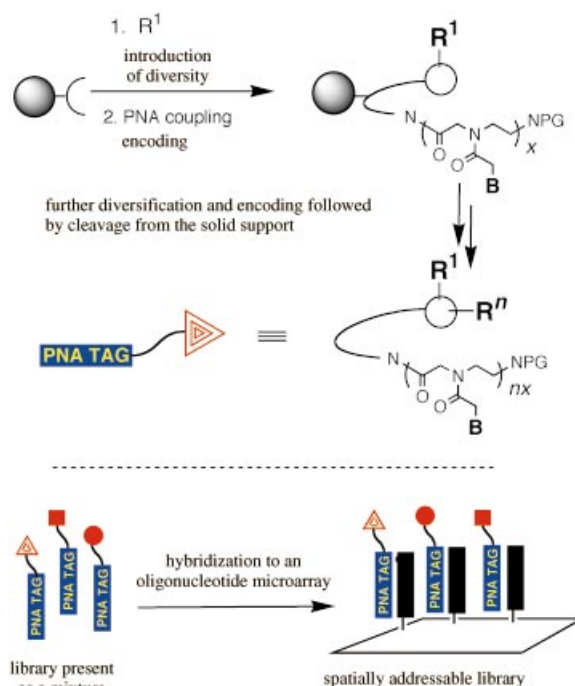 1. R¹
introduction
of diversity
2. PNA coupling
encoding
R¹
N
NPG
O
N
x
O
B
further diversification and encoding followed
by cleavage from the solid support
R¹
Rⁿ
PNA TAG
N
NPG
O
N
nx
O
B
hybridization to an
oligonucleotide microarray
PNA TAG
PNA TAG
PNA TAG
PNA TAG
PNA TAG
PNA TAG
library present
as a mixture
spatially addressable library